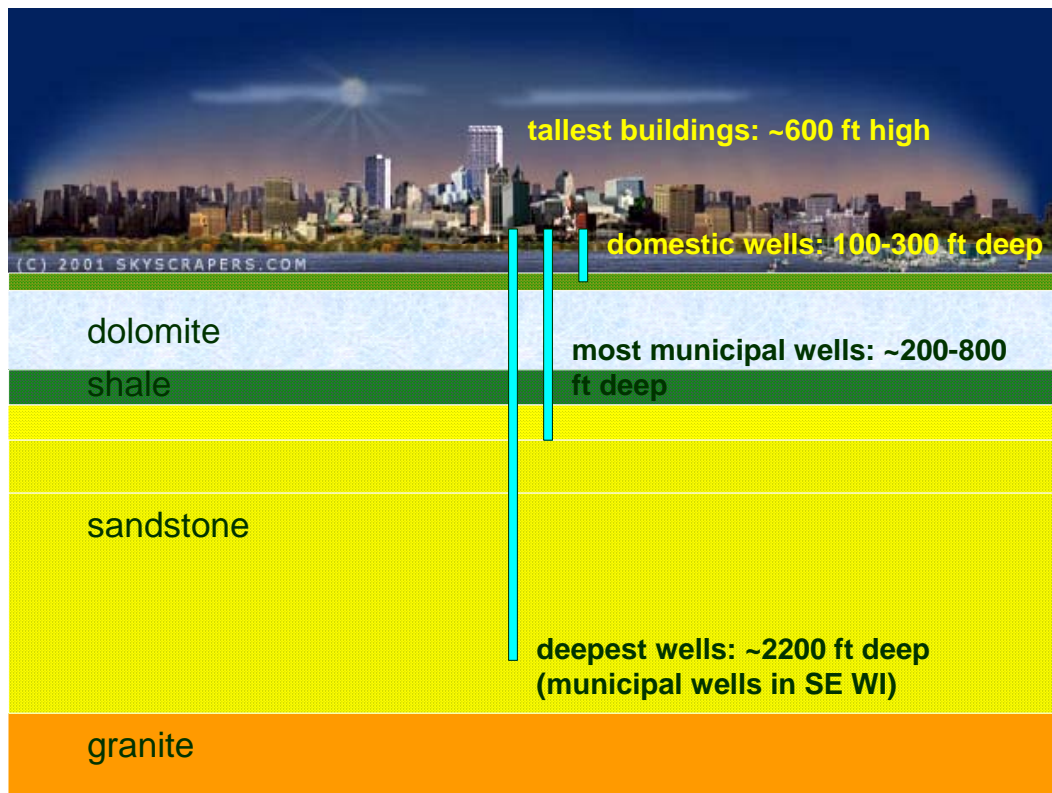 tallest buildings: ~600 ft high
domestic wells: 100-300 ft deep
(C) 2001 SKYSCRAPERS.COM
dolomite
most municipal wells: ~200-800
ft deep
shale
sandstone
deepest wells: ~2200 ft deep
(municipal wells in SE WI)
granite